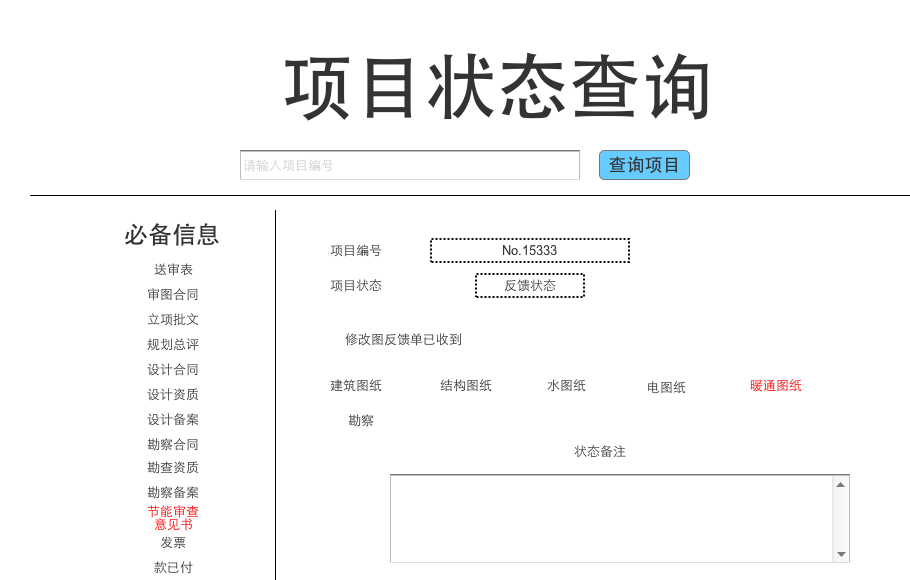 项目状态查询
请输入项目编号
查询项目
必备信息
送审表
审图合同
立项批文
规划总评
设计合同
设计资质
设计备案
勘察合同
勘查资质
勘察备案
节能审查
意见书
发票
款已付
项目编号
No.15333
项目状态
反馈状态
修改图反馈单已收到
建筑图纸
结构图纸
水图纸
电图纸
暖通图纸
勘察
状态备注